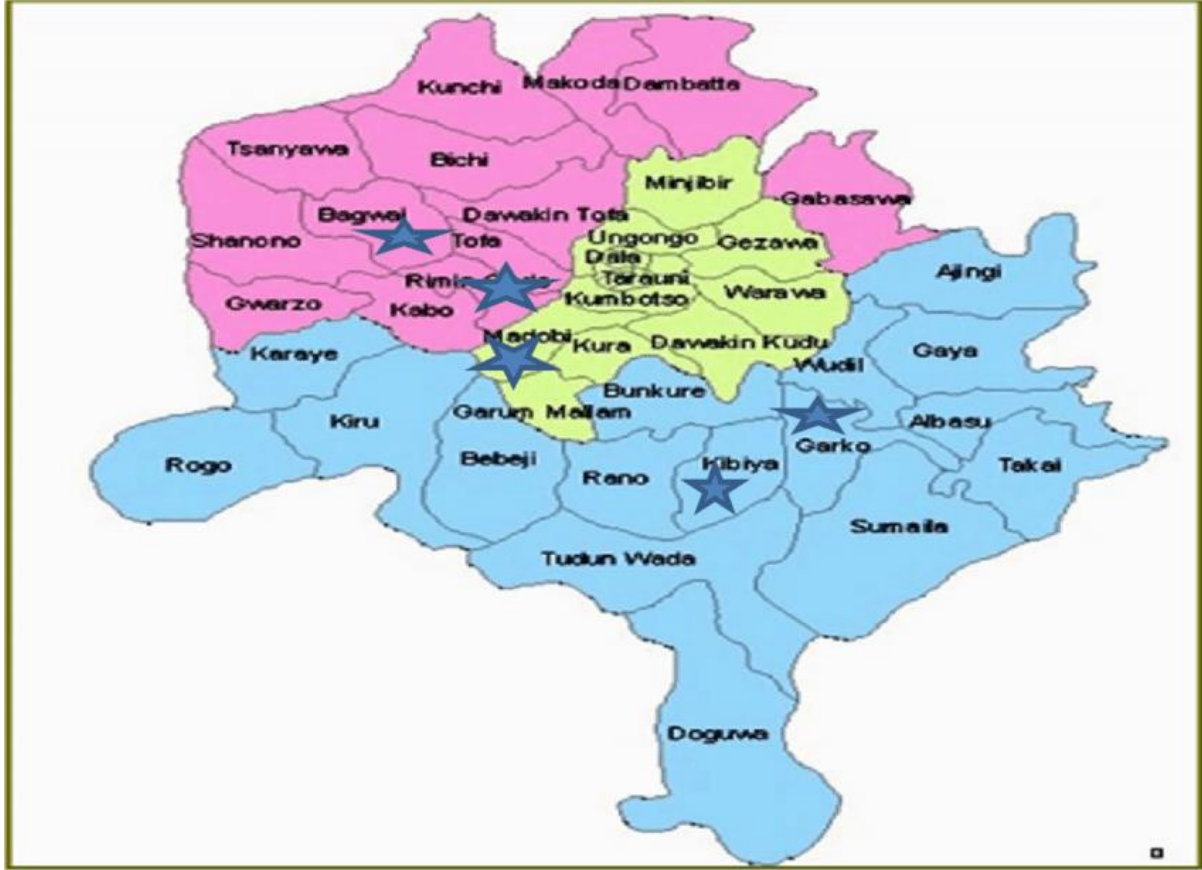 Kunchi
Makoda
Dambatta
Tsanyawa
Bichi
Minjibir
Gabasawa
Bagwai
Dawakin Tofa
Shanono
Tofa
Ungongo
Gezawa
Dala
Ajingi
Rimin
Tarauni
Gwarzo
Kabo
Kumbotso
Warawa
Madobi
Kura
Dawakin Kudu
Karaye
Wudil
Gaya
Bunkure
Kiru
Garum Mallam
Albasu
Rogo
Bebeji
Rano
Kibiya
Garko
Takai
Sumaila
Tudun Wada
Doguwa